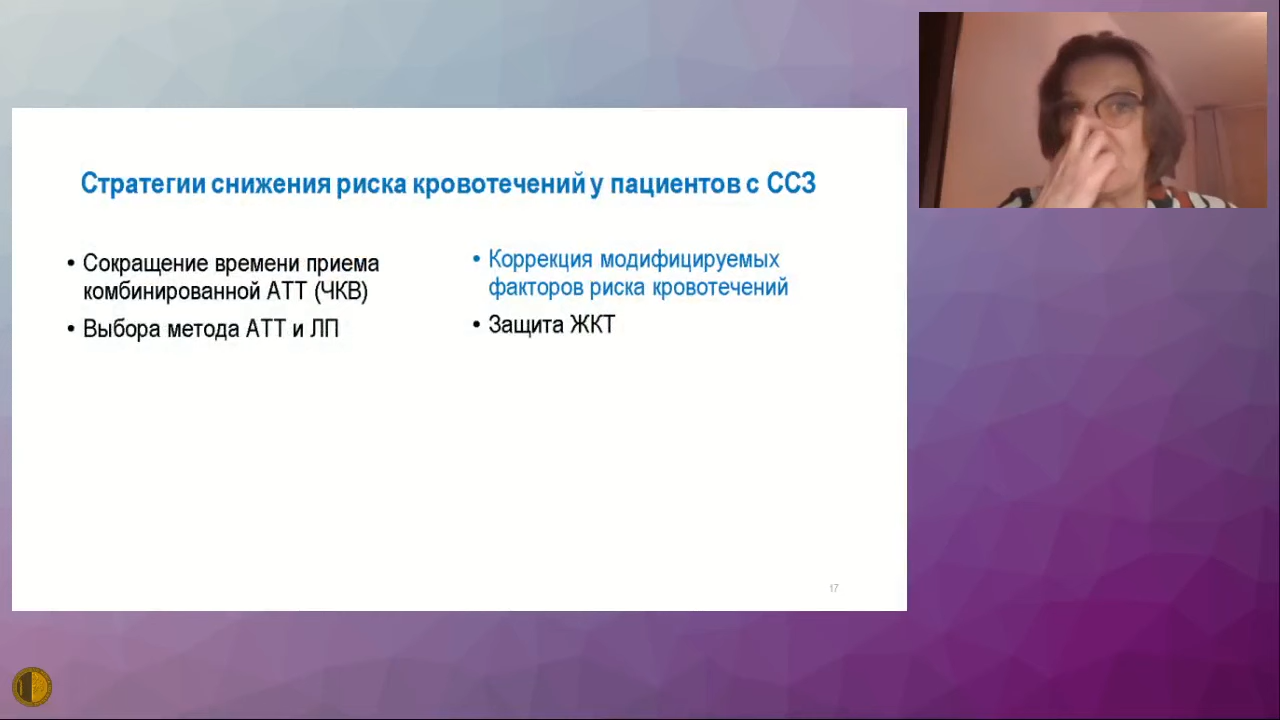 Стратегии снижения риска кровотечений у пациентов с ССЗ
• Сокращение времени приема
комбинированной АТТ (ЧКВ)
• Выбора метода АТТ и ЛП
• Коррекция модифицируемых
факторов риска кровотечений
• Защита ЖКТ
17